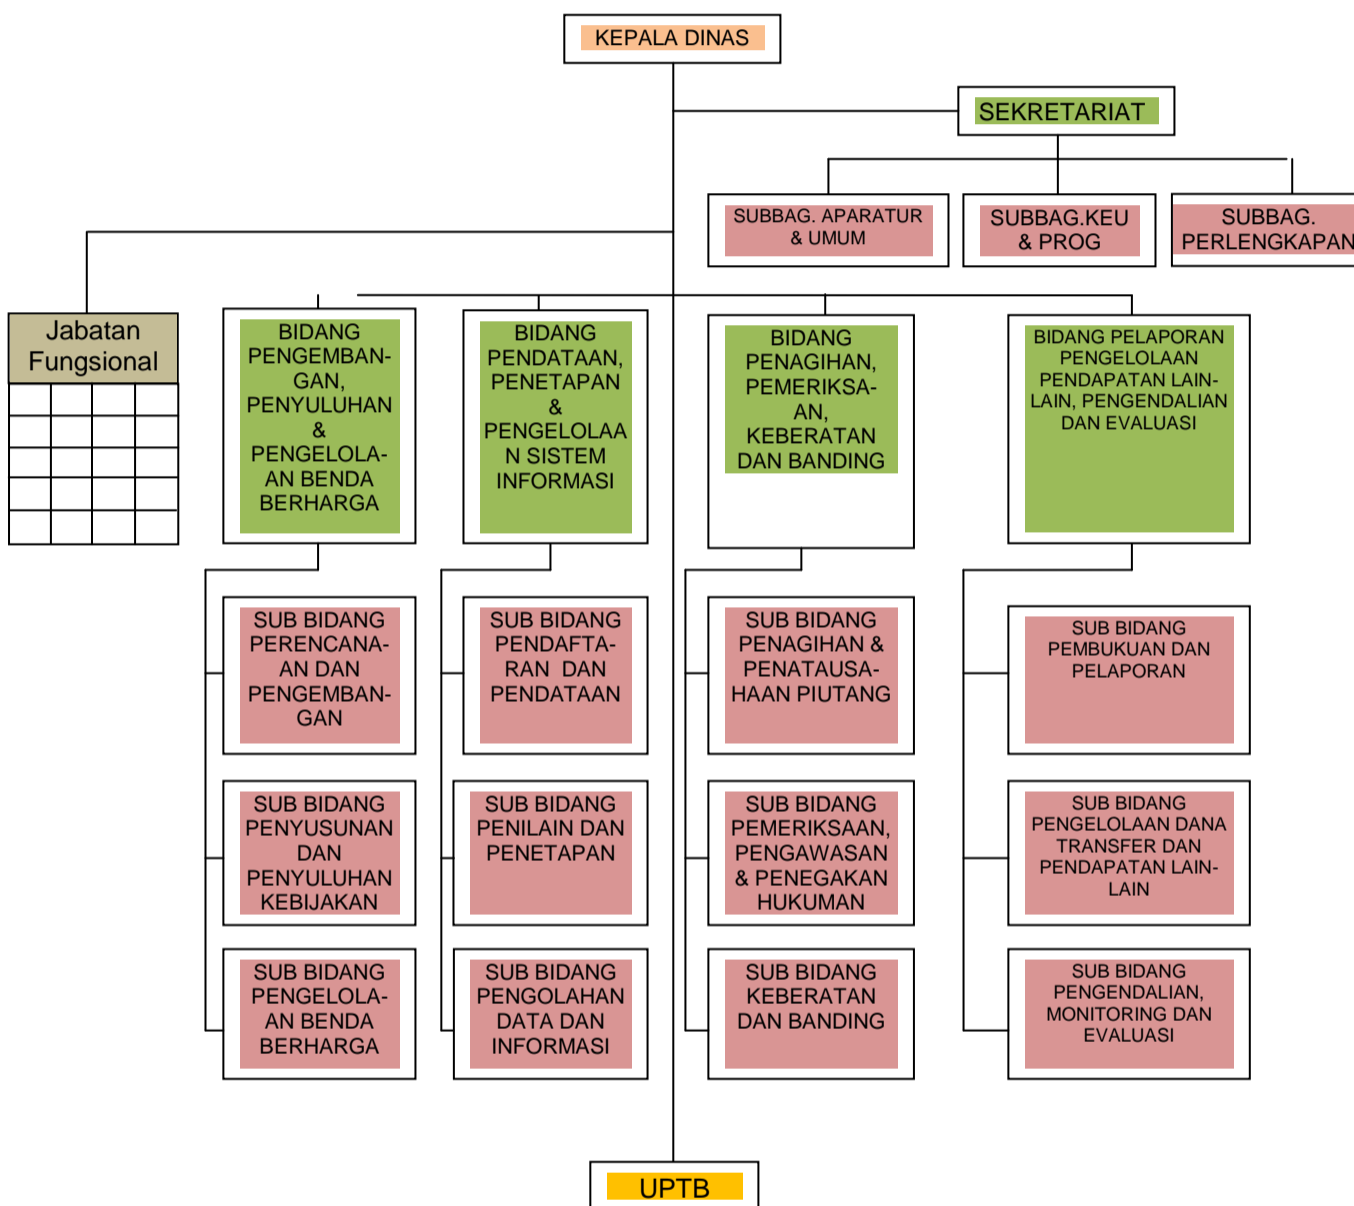 KEPALA DINAS
SEKRETARIAT
SUBBAG. APARATUR
& UMUM
SUBBAG.KEU
& PROG
SUBBAG.
PERLENGKAPAN
Jabatan
Fungsional
BIDANG
PENGEMBAN-
GAN,
PENYULUHAN
&
PENGELOLA-
AN BENDA
BERHARGA
BIDANG
PENDATAAN,
PENETAPAN
&
PENGELOLAA
N SISTEM
INFORMASI
BIDANG
PENAGIHAN,
PEMERIKSA-
AN,
KEBERATAN
DAN BANDING
BIDANG PELAPORAN
PENGELOLAAN
PENDAPATAN LAIN-
LAIN, PENGENDALIAN
DAN EVALUASI
SUB BIDANG
PERENCANA-
AN DAN
PENGEMBAN-
GAN
SUB BIDANG
PENDAFTA-
RAN DAN
PENDATAAN
SUB BIDANG
PENAGIHAN &
PENATAUSA-
HAAN PIUTANG
SUB BIDANG
PEMBUKUAN DAN
PELAPORAN
SUB BIDANG
PENYUSUNAN
DAN
PENYULUHAN
KEBIJAKAN
SUB BIDANG
PENILAIN DAN
PENETAPAN
SUB BIDANG
PEMERIKSAAN,
PENGAWASAN
& PENEGAKAN
HUKUMAN
SUB BIDANG
PENGELOLAAN DANA
TRANSFER DAN
PENDAPATAN LAIN-
LAIN
SUB BIDANG
PENGELOLA-
AN BENDA
BERHARGA
SUB BIDANG
PENGOLAHAN
DATA DAN
INFORMASI
SUB BIDANG
KEBERATAN
DAN BANDING
SUB BIDANG
PENGENDALIAN,
MONITORING DAN
EVALUASI
UPTB